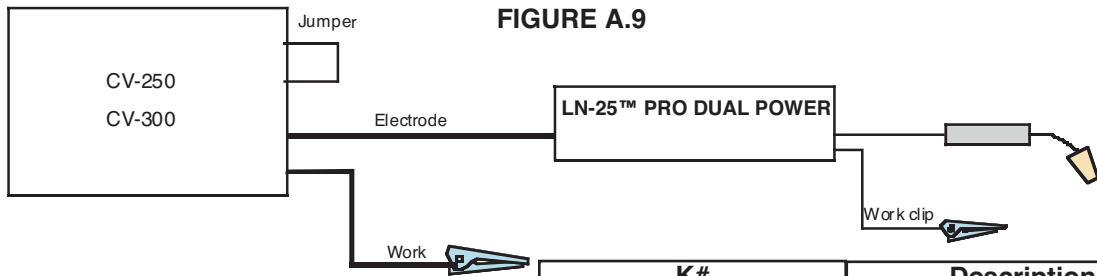 FIGURE A.9
Jumper
CV-250
CV-300
Electrode
LN-25™ PRO DUAL POWER
Work clip
Work
K# Description